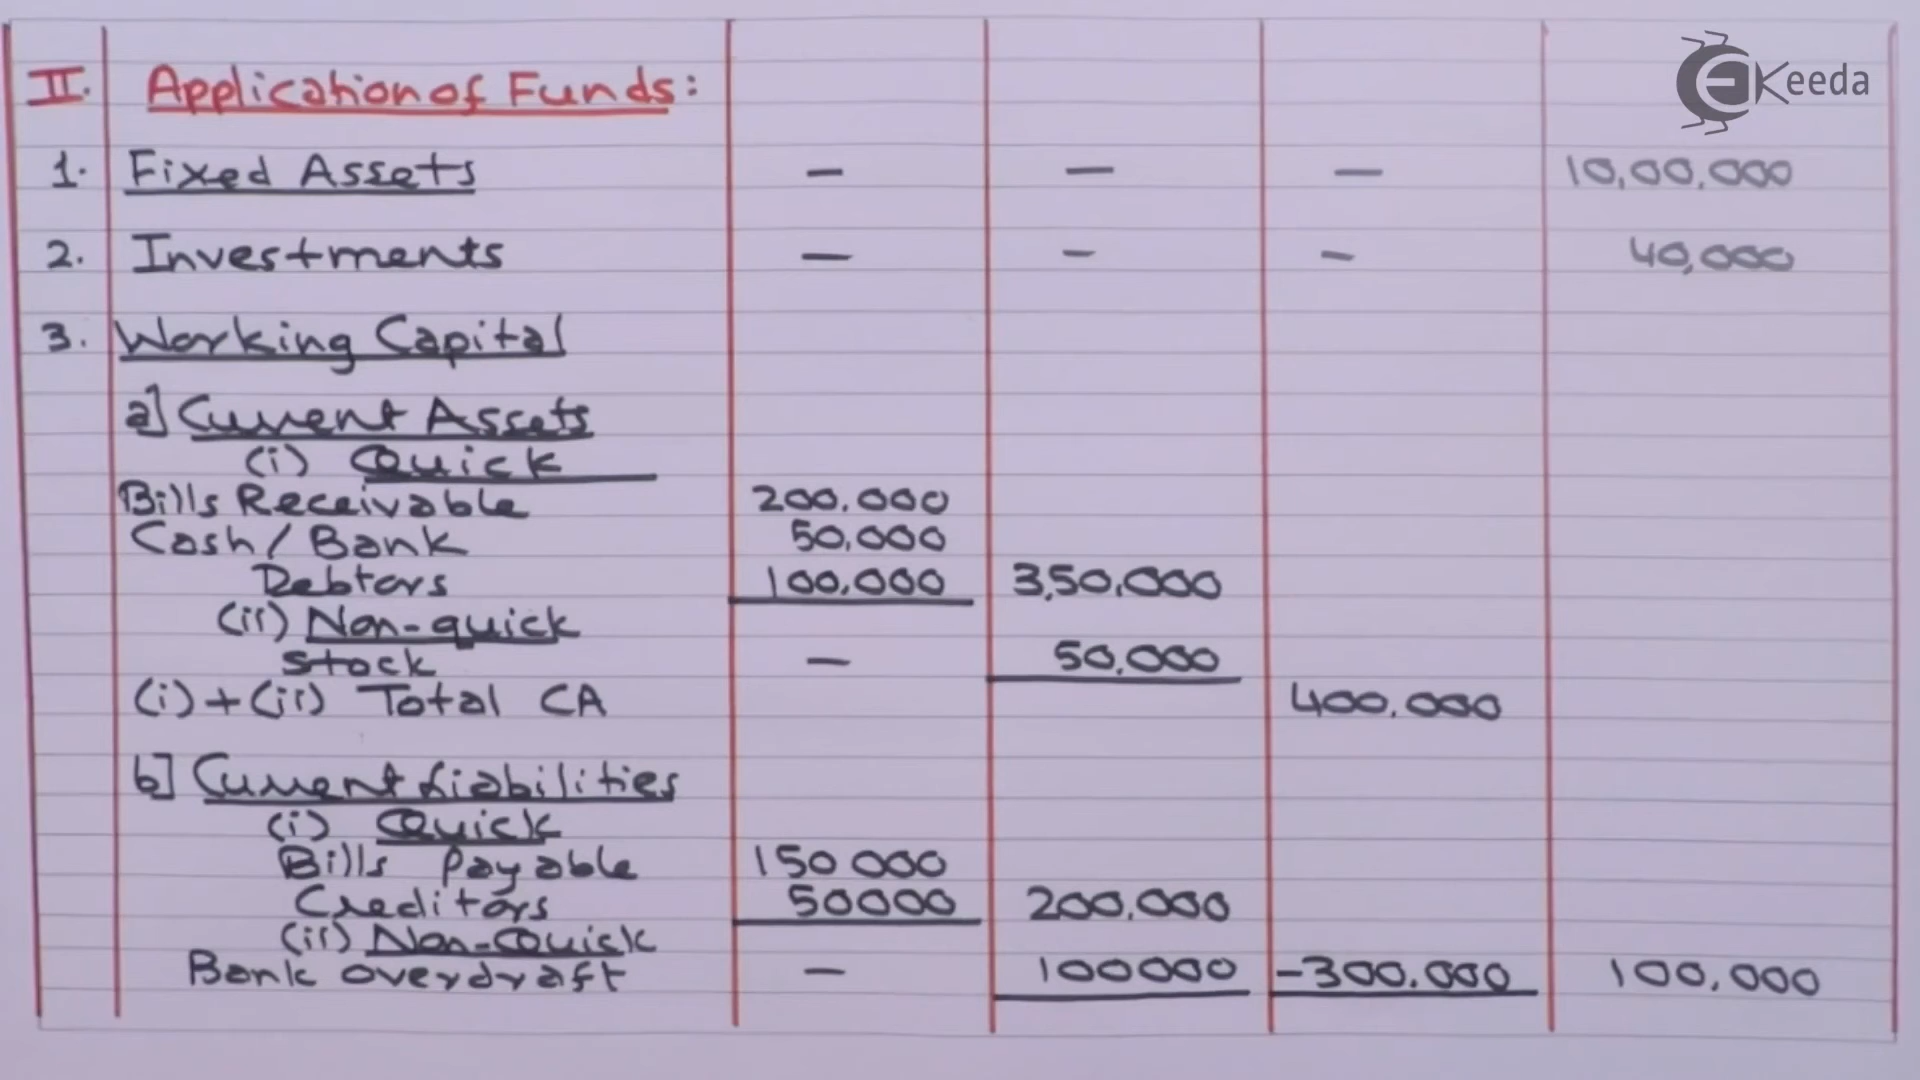 II. Application of Funds:
Keeda
1. Fixed Assets — — — 10,00,000
2. Investments — - - 40,000
3. Working Capital
a] Current Assets
(i) Quick
Bills Receivable 200.000
Cash / Bank 50,000
Debtors 100,000 3,50,000
(ii) Non-quick
Stock — 50,000
(i)+(ii) Total CA 400.000
b] Current Liabilities
(i) Quick
Bills Payable 150 000
Creditors 50000 200,000
(ii) Non-Quick
Bank overdraft — 100000 -300.000 100,000